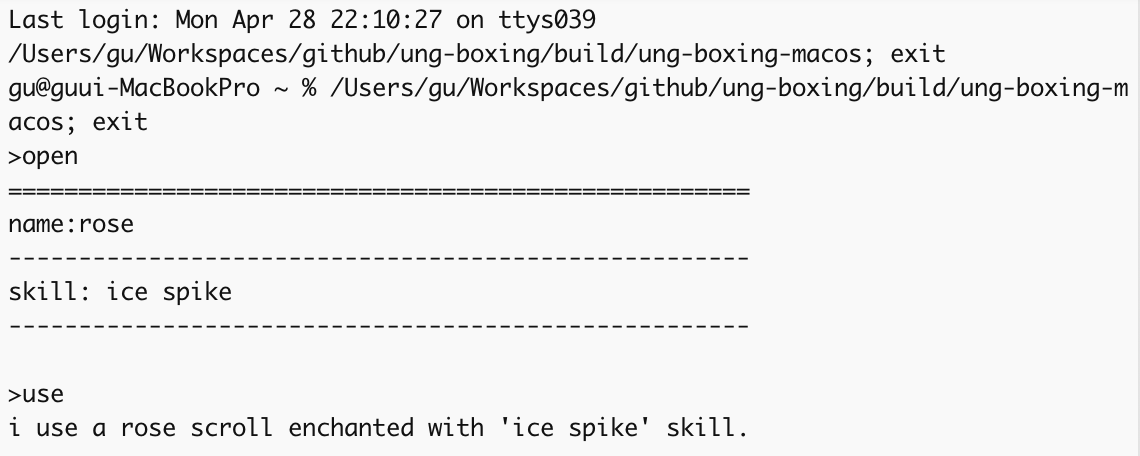 Last login: Mon Apr 28 22:10:27 on ttys039
/Users/gu/Workspaces/github/ung-boxing/build/ung-boxing-macos; exit
gu@guui-MacBookPro ~ % /Users/gu/Workspaces/github/ung-boxing/build/ung-boxing-m
acos; exit
>open
=====================================================
name:rose
-----------------------------------------------------
skill: ice spike
-----------------------------------------------------
>use
i use a rose scroll enchanted with 'ice spike' skill.